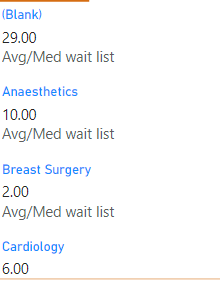 (Blank)
29.00
Avg/Med wait list
Anaesthetics
10.00
Avg/Med wait list
Breast Surgery
2.00
Avg/Med wait list
Cardiology
6.00